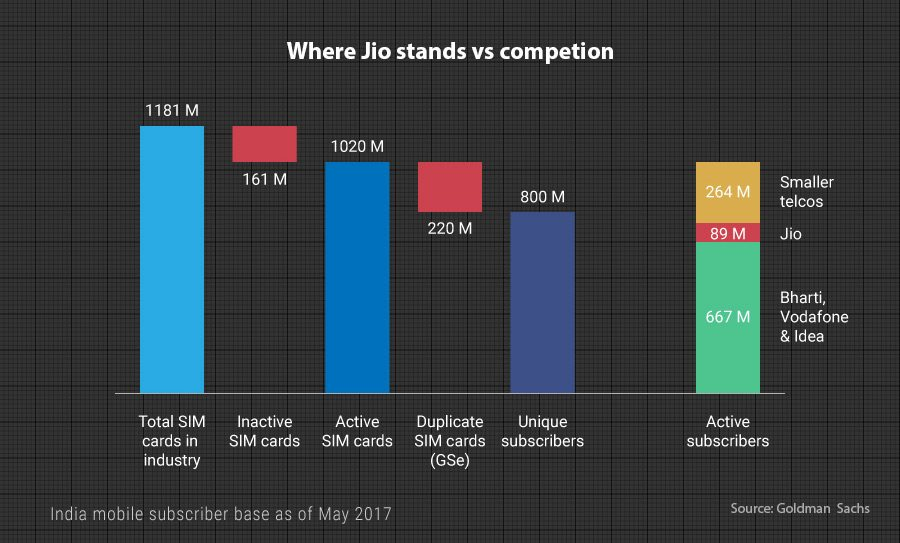 Where Jio stands vs competion
1181 M
161 M
1020 M
220 M
800 M
264 M
Smaller
telcos
89 M
Jio
667 M
Bharti,
Vodafone
& Idea
Total SIM
cards in
industry
Inactive
SIM cards
Active
SIM cards
Duplicate
SIM cards
(GSe)
Unique
subscribers
Active
subscribers
India mobile subscriber base as of May 2017
Source: Goldman Sachs